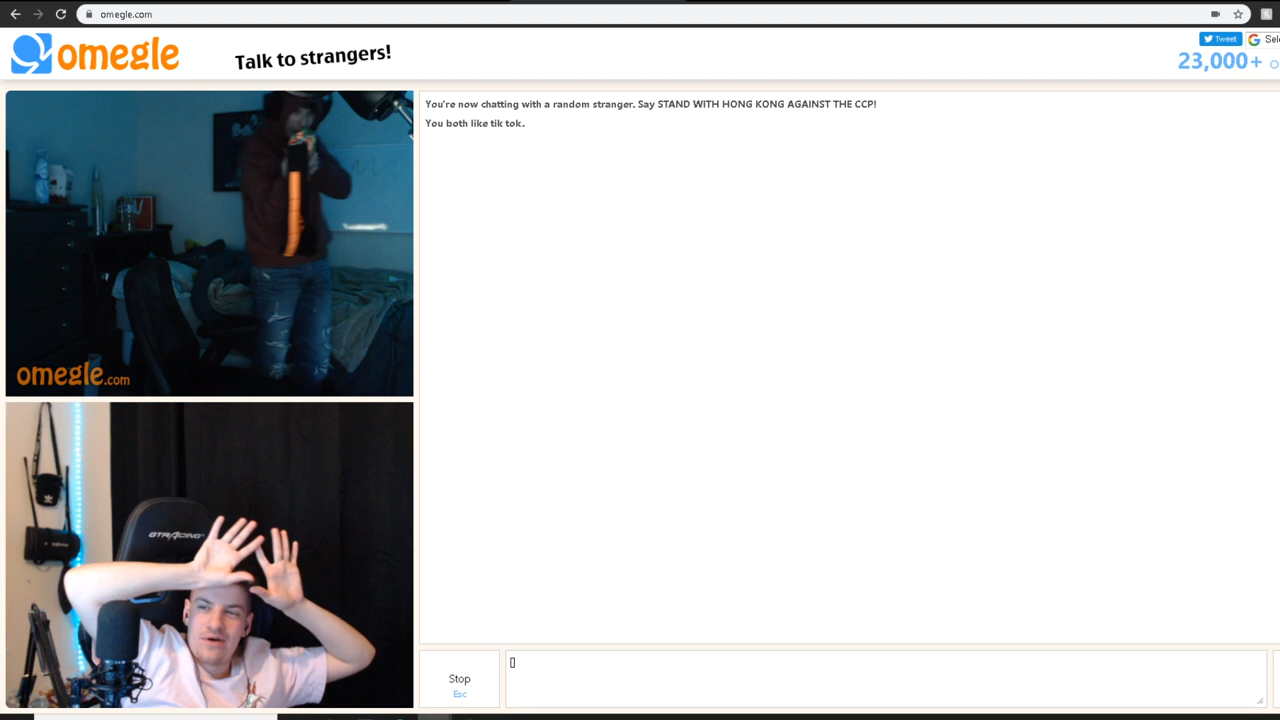 omegle.com
omegle
Talk to strangers!
Tweet
G Sel
23,000+ o
You're now chatting with a random stranger. Say STAND WITH HONG KONG AGAINST THE CCP!
You both like tik tok.
omegle.com
GTRACING
Stop
Esc